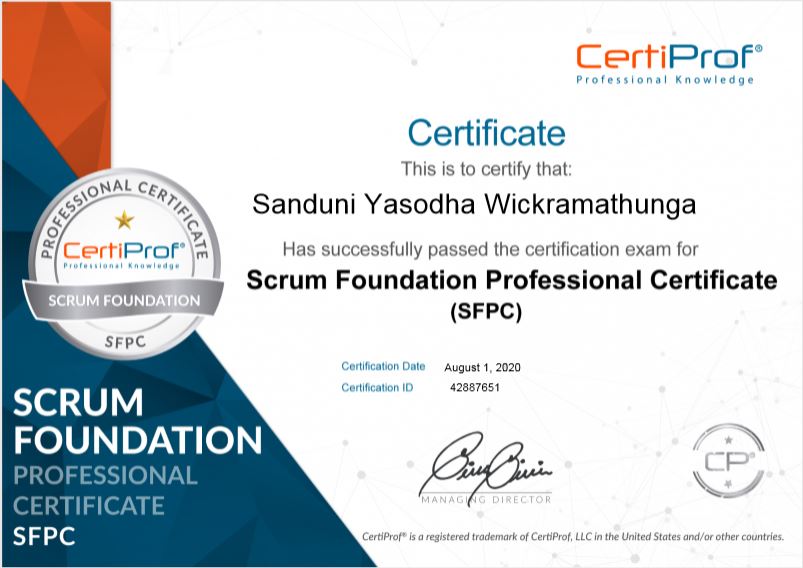 CertiProf®
Professional Knowledge
Certificate
This is to certify that:
Sanduni Yasodha Wickramathunga
Has successfully passed the certification exam for
Scrum Foundation Professional Certificate
(SFPC)
PROFESSIONAL CERTIFICATE
CertiProf®
Professional Knowledge
SCRUM FOUNDATION
SFPC
Certification Date August 1, 2020
Certification ID 42887651
SCRUM
FOUNDATION
PROFESSIONAL
CERTIFICATE
SFPC
MANAGING DIRECTOR
CP®
CertiProf® is a registered trademark of CertiProf, LLC in the United States and/or other countries.